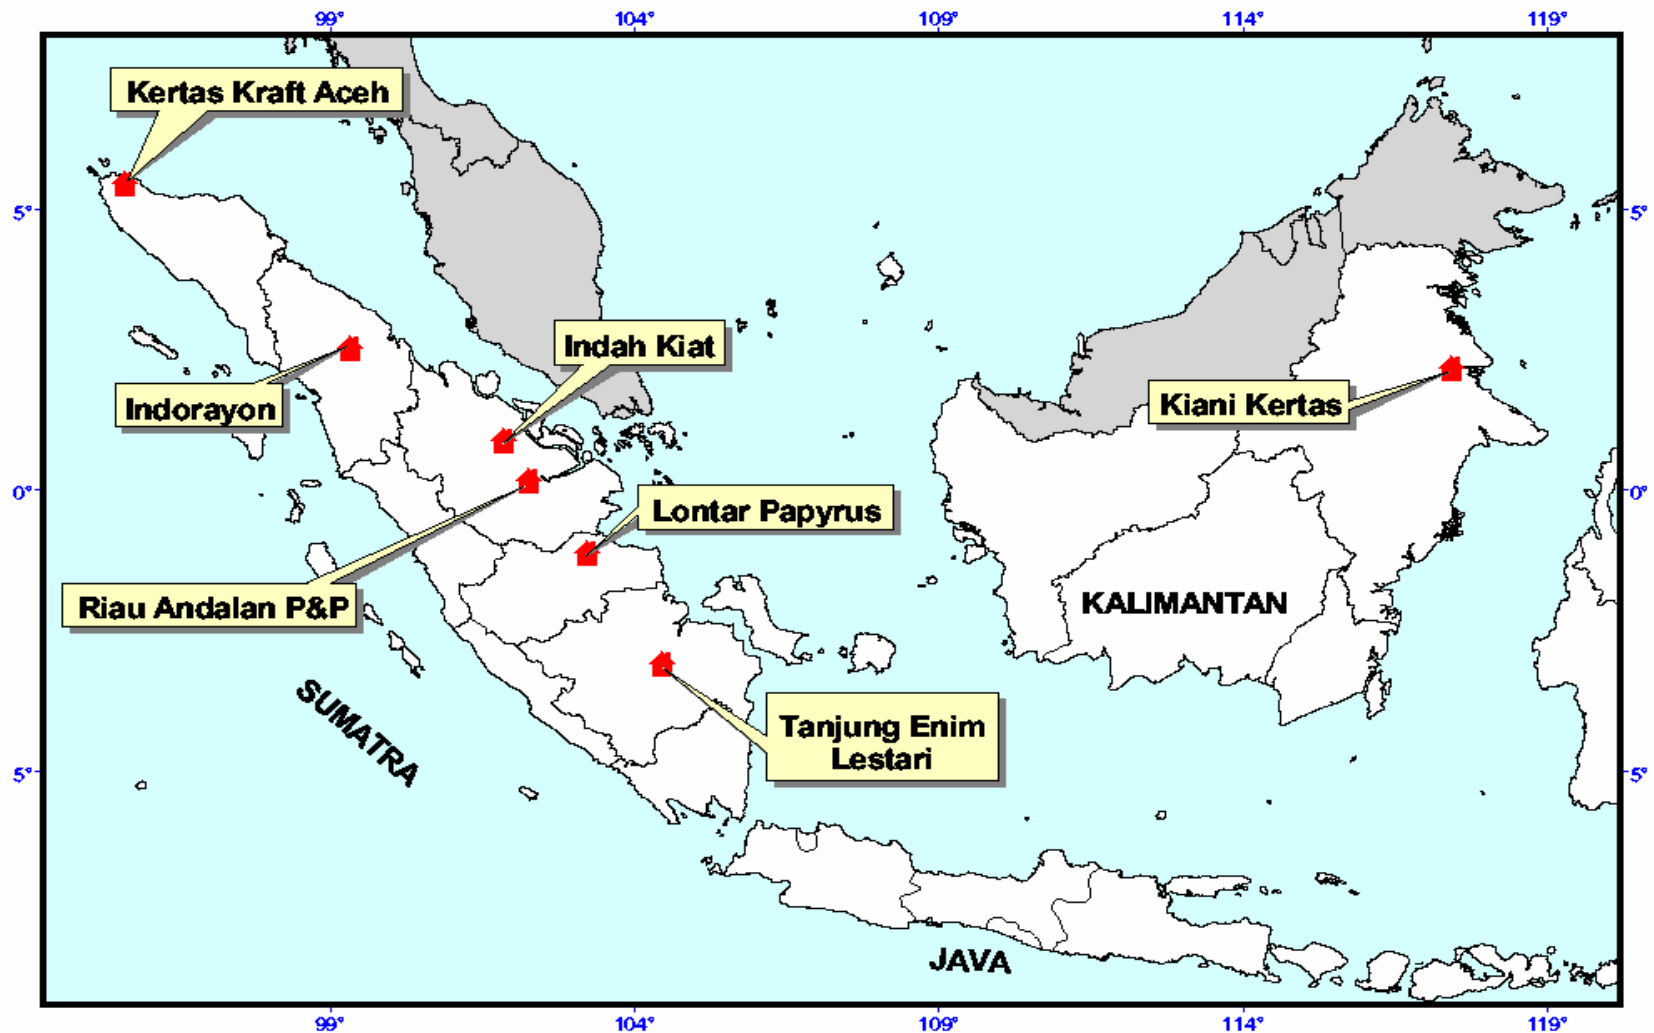 99° 104° 109° 114° 119°
Kertas Kraft Aceh
5° 5°
Indah Kiat
Indorayon
Kiani Kertas
0° 0°
Lontar Papyrus
Riau Andalan P&P
KALIMANTAN
SUMATRA
Tanjung Enim
Lestari
5° 5°
JAVA
99° 104° 109° 114° 119°